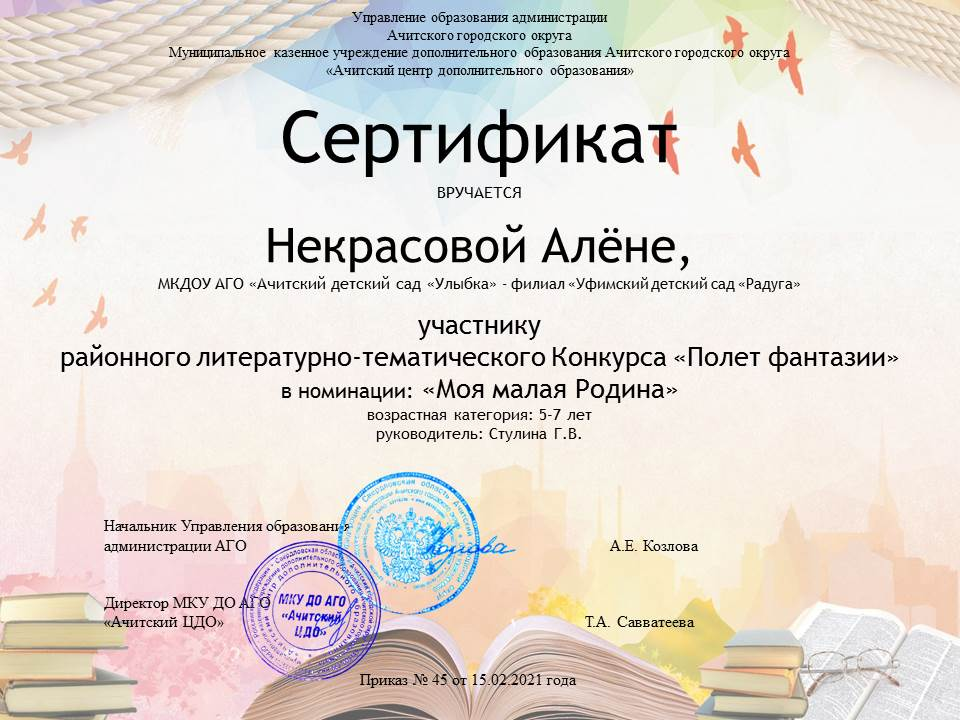 Управление образования администрации
Ачитского городского округа
Муниципальное казенное учреждение дополнительного образования Ачитского городского округа
«Ачитский центр дополнительного образования»
Сертификат
ВРУЧАЕТСЯ
Некрасовой Алёне,
МКДОУ АГО «Ачитский детский сад «Улыбка» - филиал «Уфимский детский сад «Радуга»
участнику
районного литературно-тематического Конкурса «Полет фантазии»
в номинации: «Моя малая Родина»
возрастная категория: 5-7 лет
руководитель: Стулина Г.В.
Начальник Управления образования
администрации АГО
А.Е. Козлова
Директор МКУ ДО АГО
«Ачитский ЦДО»
Т.А. Савватеева
МКУ ДО АГО
«Ачитский
ЦДО»
Приказ № 45 от 15.02.2021 года